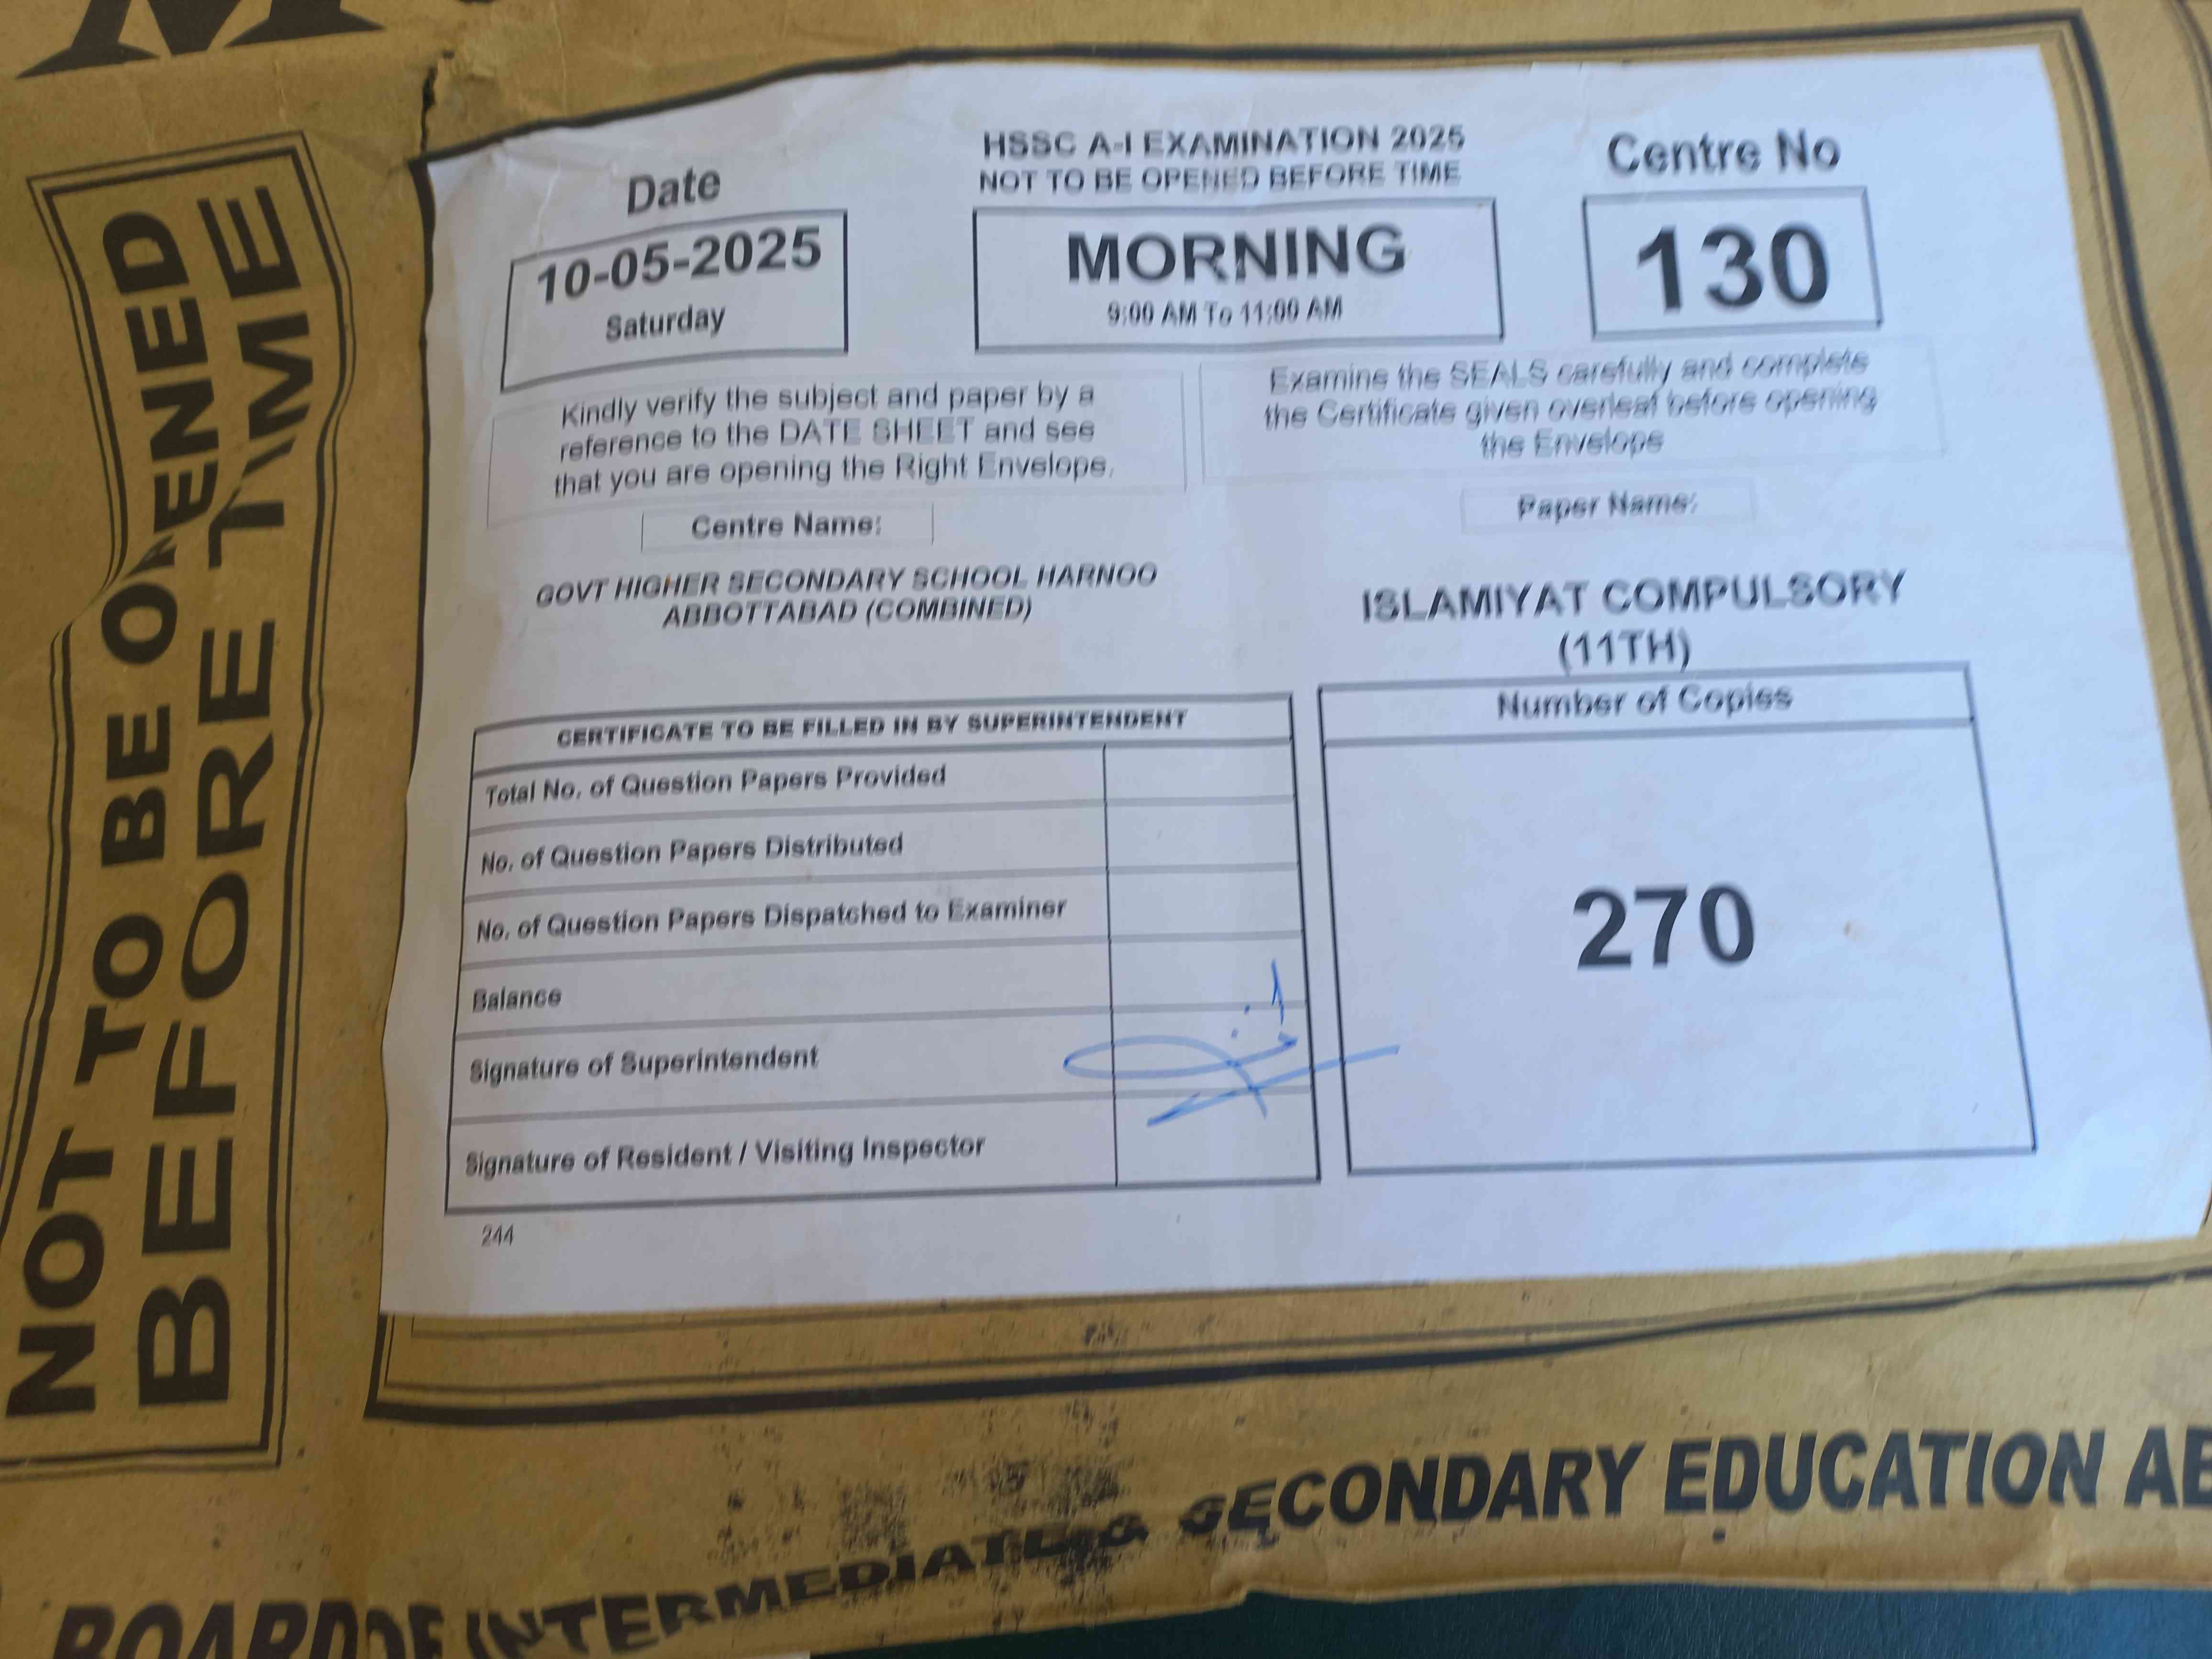 NOT TO BE OPENED
BEFORE TIME
HSSC A-I EXAMINATION 2025
NOT TO BE OPENED BEFORE TIME
Date
10-05-2025
Saturday
MORNING
9:00 AM To 11:00 AM
Centre No
130
Kindly verify the subject and paper by a
reference to the DATE SHEET and see
that you are opening the Right Envelope.
Examine the SEALS carefully and complete
the Certificate given overleaf before opening
the Envelope
Centre Name:
GOVT HIGHER SECONDARY SCHOOL HARNOO
ABBOTTABAD (COMBINED)
Paper Name:
ISLAMIYAT COMPULSORY
(11TH)
CERTIFICATE TO BE FILLED IN BY SUPERINTENDENT
Total No. of Question Papers Provided
No. of Question Papers Distributed
No. of Question Papers Dispatched to Examiner
Balance
Signature of Superintendent
Signature of Resident / Visiting Inspector
Number of Copies
270
244
BOARD OF INTERMEDIATE & SECONDARY EDUCATION AB